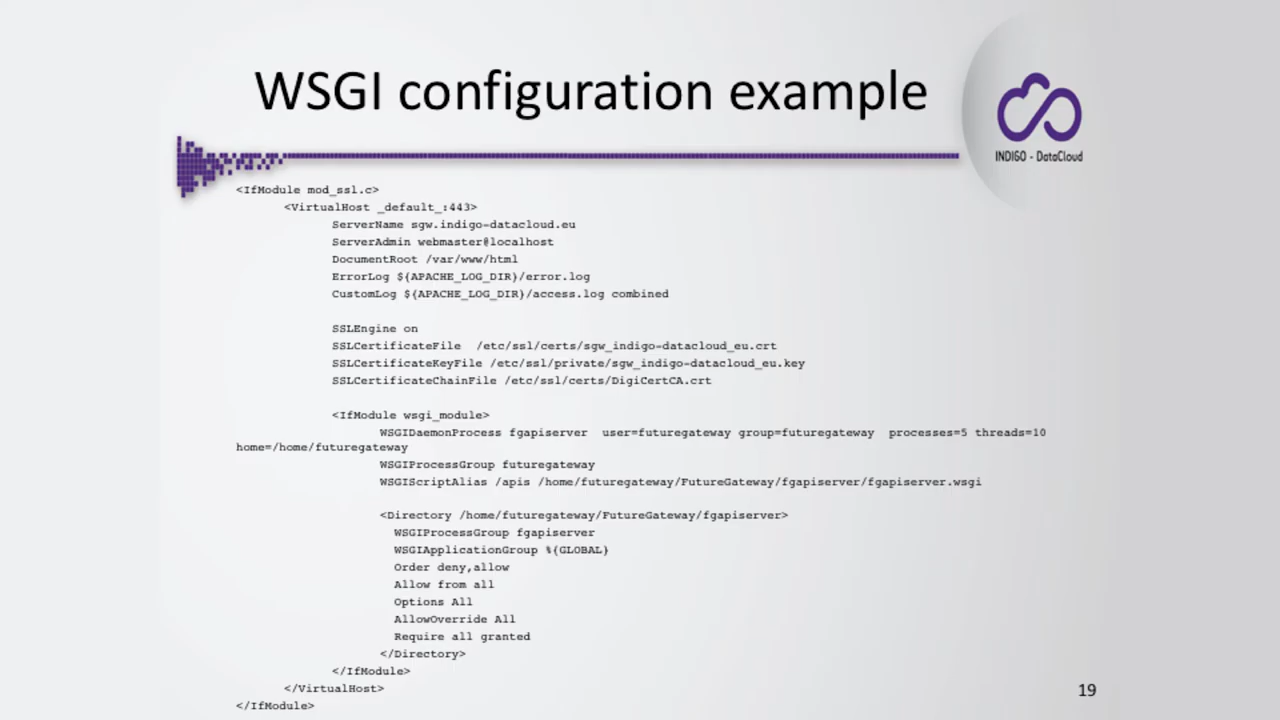 WSGI configuration example
INDIGO - DataCloud
<IfModule mod_ssl.c>
<VirtualHost _default_:443>
ServerName sgw.indigo-datacloud.eu
ServerAdmin webmaster@localhost
DocumentRoot /var/www/html
ErrorLog ${APACHE_LOG_DIR}/error.log
CustomLog ${APACHE_LOG_DIR}/access.log combined
SSLEngine on
SSLCertificateFile  /etc/ssl/certs/sgw_indigo-datacloud_eu.crt
SSLCertificateKeyFile /etc/ssl/private/sgw_indigo-datacloud_eu.key
SSLCertificateChainFile /etc/ssl/certs/DigiCertCA.crt
<IfModule wsgi_module>
WSGIDaemonProcess fgapiserver  user=futuregateway group=futuregateway  processes=5 threads=10
home=/home/futuregateway
WSGIProcessGroup futuregateway
WSGIScriptAlias /apis /home/futuregateway/FutureGateway/fgapiserver/fgapiserver.wsgi
<Directory /home/futuregateway/FutureGateway/fgapiserver>
WSGIProcessGroup fgapiserver
WSGIApplicationGroup %{GLOBAL}
Order deny,allow
Allow from all
Options All
AllowOverride All
Require all granted
</Directory>
</IfModule>
</VirtualHost>
</IfModule>
19